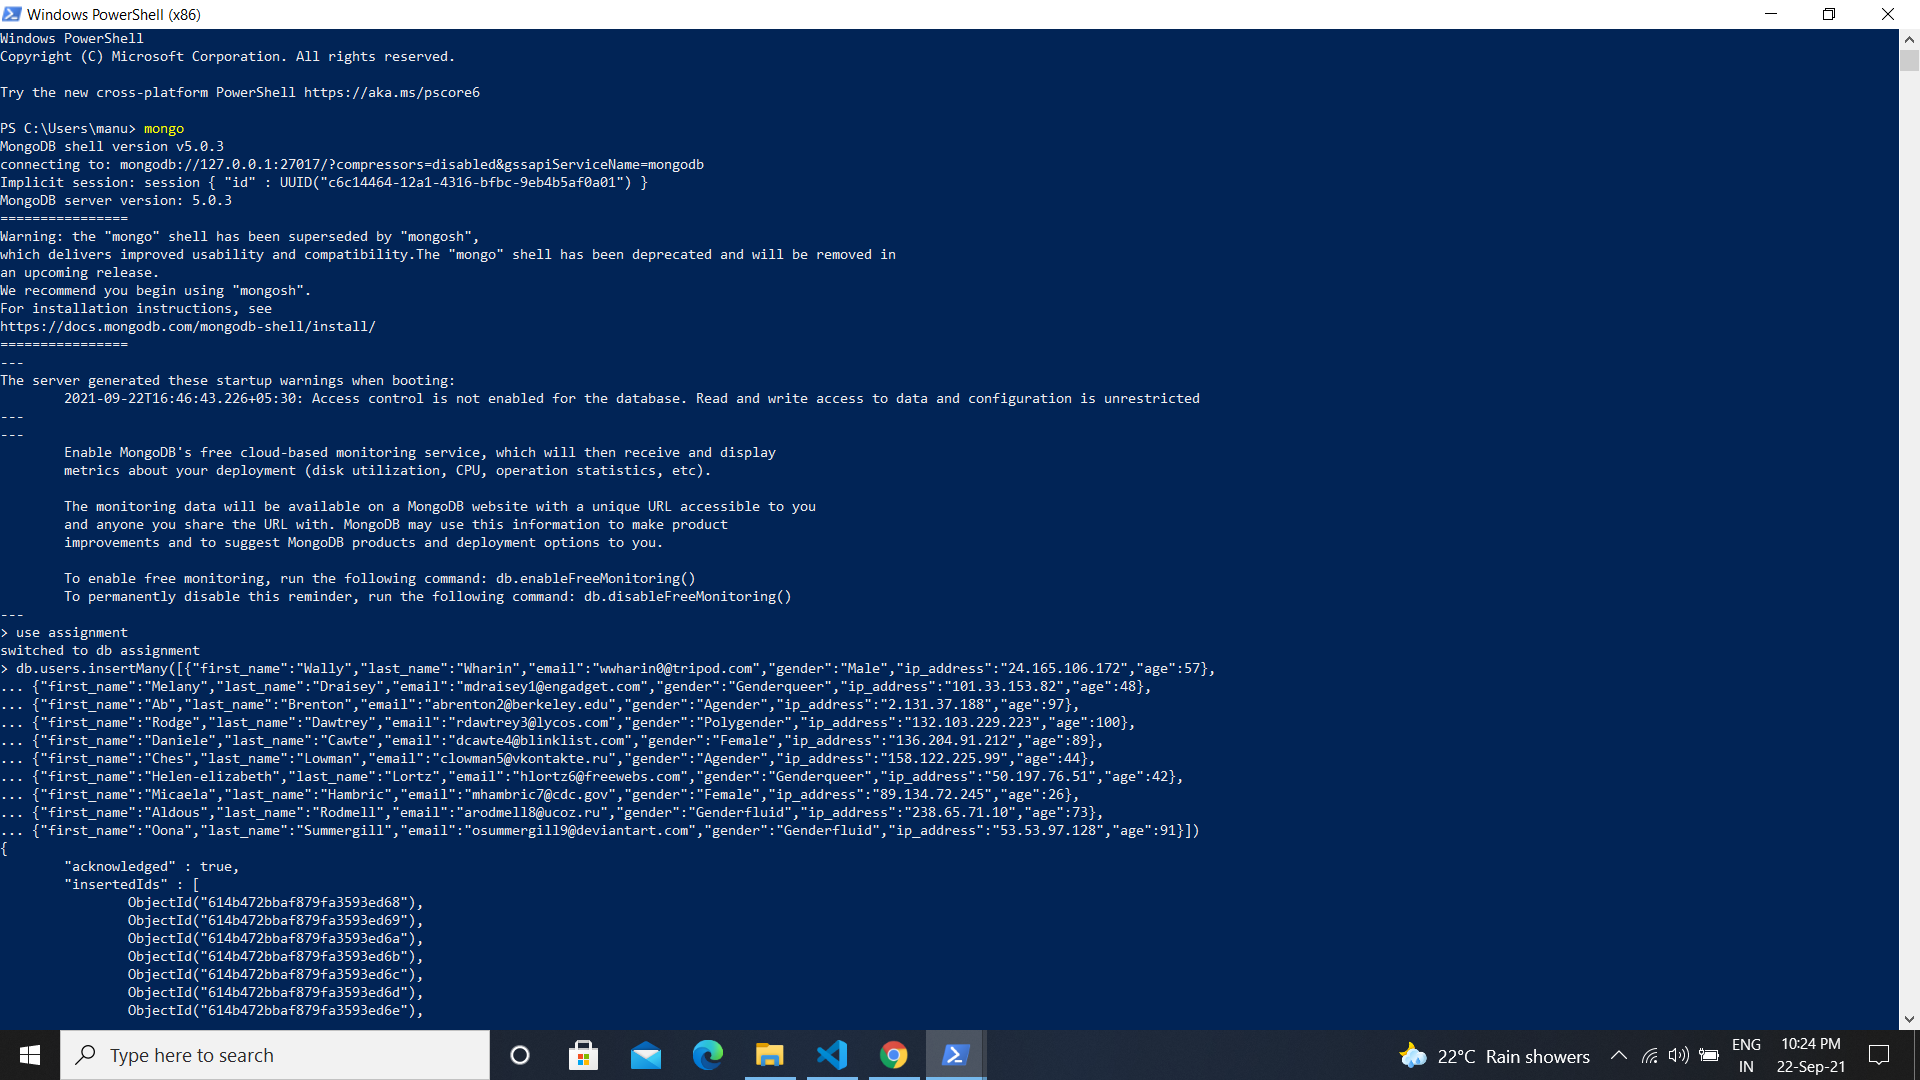 Windows PowerShell (x86)
Windows PowerShell
Copyright (C) Microsoft Corporation. All rights reserved.
Try the new cross-platform PowerShell https://aka.ms/pscore6
PS C:\Users\manu> mongo
MongoDB shell version v5.0.3
connecting to: mongodb://127.0.0.1:27017/?compressors=disabled&gssapiServiceName=mongodb
Implicit session: session { "id" : UUID("c6c14464-12a1-4316-bfbc-9eb4b5af0a01") }
MongoDB server version: 5.0.3
================
Warning: the "mongo" shell has been superseded by "mongosh",
which delivers improved usability and compatibility.The "mongo" shell has been deprecated and will be removed in
an upcoming release.
We recommend you begin using "mongosh".
For installation instructions, see
https://docs.mongodb.com/mongodb-shell/install/
================
---
The server generated these startup warnings when booting:
        2021-09-22T16:46:43.226+05:30: Access control is not enabled for the database. Read and write access to data and configuration is unrestricted
---
---
        Enable MongoDB's free cloud-based monitoring service, which will then receive and display
        metrics about your deployment (disk utilization, CPU, operation statistics, etc).
        The monitoring data will be available on a MongoDB website with a unique URL accessible to you
        and anyone you share the URL with. MongoDB may use this information to make product
        improvements and to suggest MongoDB products and deployment options to you.
        To enable free monitoring, run the following command: db.enableFreeMonitoring()
        To permanently disable this reminder, run the following command: db.disableFreeMonitoring()
---
> use assignment
switched to db assignment
> db.users.insertMany([{"first_name":"Wally","last_name":"Wharin","email":"wwharin0@tripod.com","gender":"Male","ip_address":"24.165.106.172","age":57},
... {"first_name":"Melany","last_name":"Draisey","email":"mdraisey1@engadget.com","gender":"Genderqueer","ip_address":"101.33.153.82","age":48},
... {"first_name":"Ab","last_name":"Brenton","email":"abrenton2@berkeley.edu","gender":"Agender","ip_address":"2.131.37.188","age":97},
... {"first_name":"Rodge","last_name":"Dawtrey","email":"rdawtrey3@lycos.com","gender":"Polygender","ip_address":"132.103.229.223","age":100},
... {"first_name":"Daniele","last_name":"Cawte","email":"dcawte4@blinklist.com","gender":"Female","ip_address":"136.204.91.212","age":89},
... {"first_name":"Ches","last_name":"Lowman","email":"clowman5@vkontakte.ru","gender":"Agender","ip_address":"158.122.225.99","age":44},
... {"first_name":"Helen-elizabeth","last_name":"Lortz","email":"hlortz6@freewebs.com","gender":"Genderqueer","ip_address":"50.197.76.51","age":42},
... {"first_name":"Micaela","last_name":"Hambric","email":"mhambric7@cdc.gov","gender":"Female","ip_address":"89.134.72.245","age":26},
... {"first_name":"Aldous","last_name":"Rodmell","email":"arodmell8@ucoz.ru","gender":"Genderfluid","ip_address":"238.65.71.10","age":73},
... {"first_name":"Oona","last_name":"Summergill","email":"osummergill9@deviantart.com","gender":"Genderfluid","ip_address":"53.53.97.128","age":91}])
{
        "acknowledged" : true,
        "insertedIds" : [
                ObjectId("614b472bbaf879fa3593ed68"),
                ObjectId("614b472bbaf879fa3593ed69"),
                ObjectId("614b472bbaf879fa3593ed6a"),
                ObjectId("614b472bbaf879fa3593ed6b"),
                ObjectId("614b472bbaf879fa3593ed6c"),
                ObjectId("614b472bbaf879fa3593ed6d"),
                ObjectId("614b472bbaf879fa3593ed6e"),
Type here to search
22°C Rain showers
ENG
IN
10:24 PM
22-Sep-21